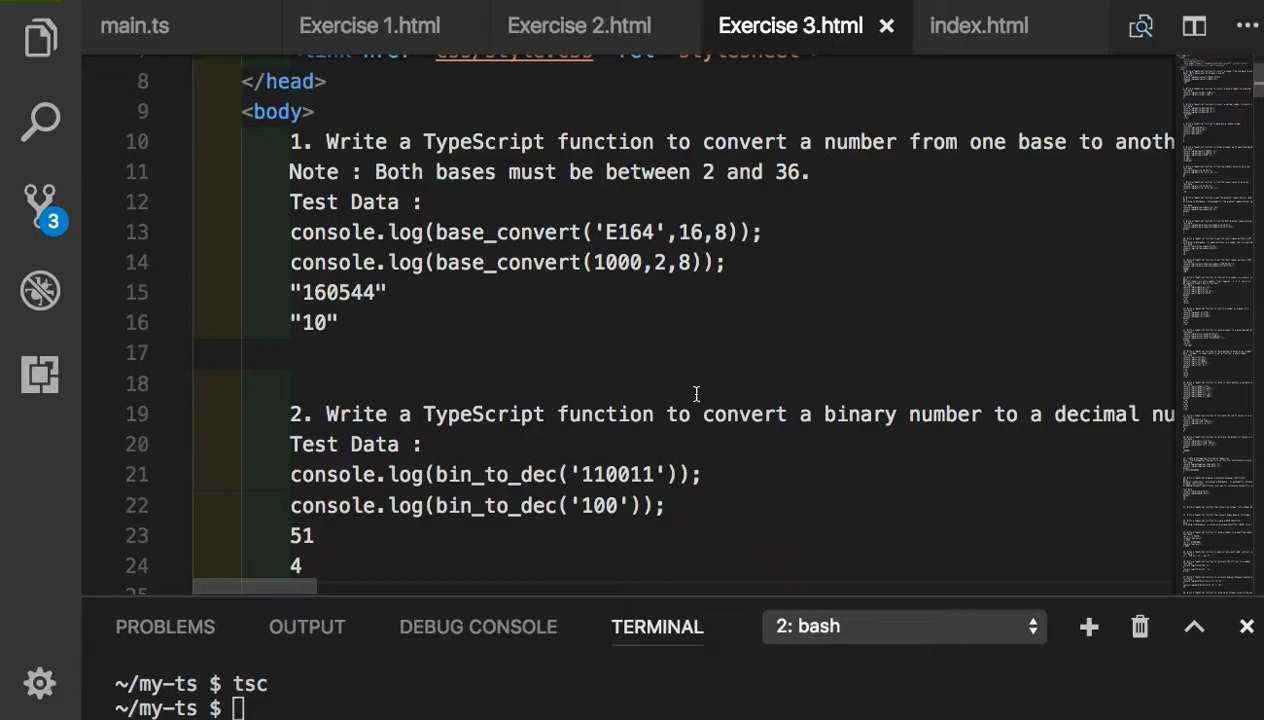 main.ts
Exercise 1.html
Exercise 2.html
Exercise 3.html
index.html
8 </head>
9 <body>
10 1. Write a TypeScript function to convert a number from one base to anoth
11 Note : Both bases must be between 2 and 36.
12 Test Data :
13 console.log(base_convert('E164',16,8));
14 console.log(base_convert(1000,2,8));
15 "160544"
16 "10"
17
18
19 2. Write a TypeScript function to convert a binary number to a decimal nu
20 Test Data :
21 console.log(bin_to_dec('110011'));
22 console.log(bin_to_dec('100'));
23 51
24 4
3
PROBLEMS
OUTPUT
DEBUG CONSOLE
TERMINAL
2: bash
~/my-ts $ tsc
~/my-ts $